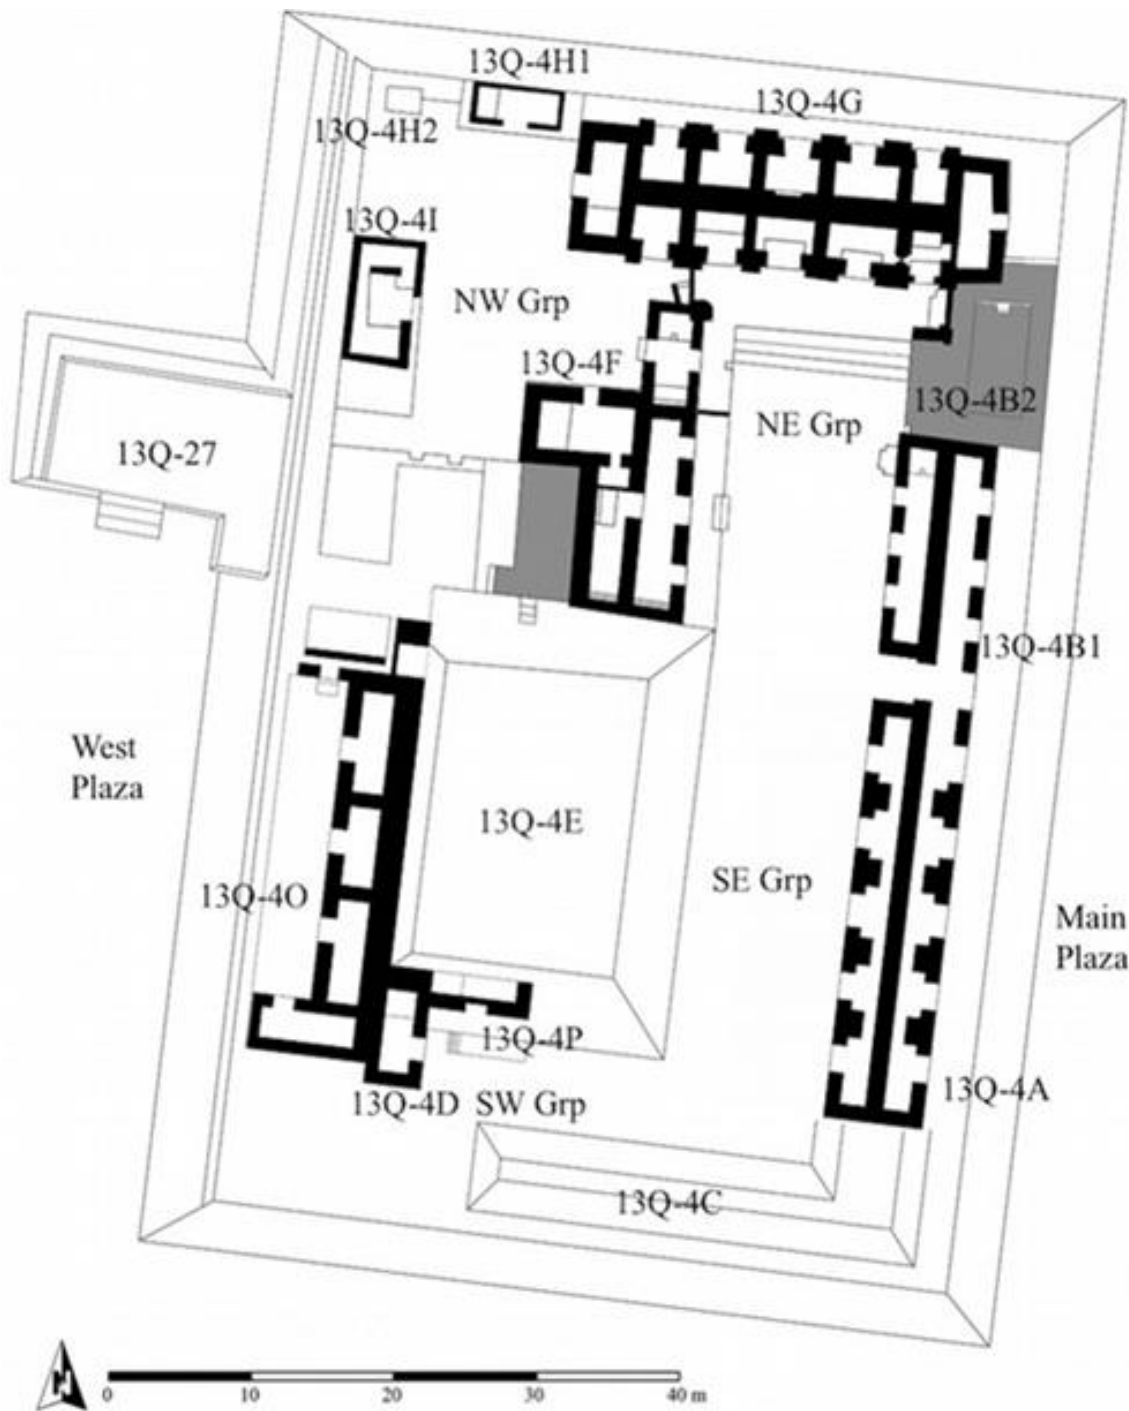 13Q-4H1
13Q-4G
13Q-4H2
13Q-4I
NW Grp
13Q-4F
13Q-4B2
NE Grp
13Q-27
13Q-4B1
West
Plaza
13Q-4E
SE Grp
13Q-4O
Main
Plaza
13Q-4P
13Q-4A
13Q-4D
SW Grp
13Q-4C
N
0
10
20
30
40 m